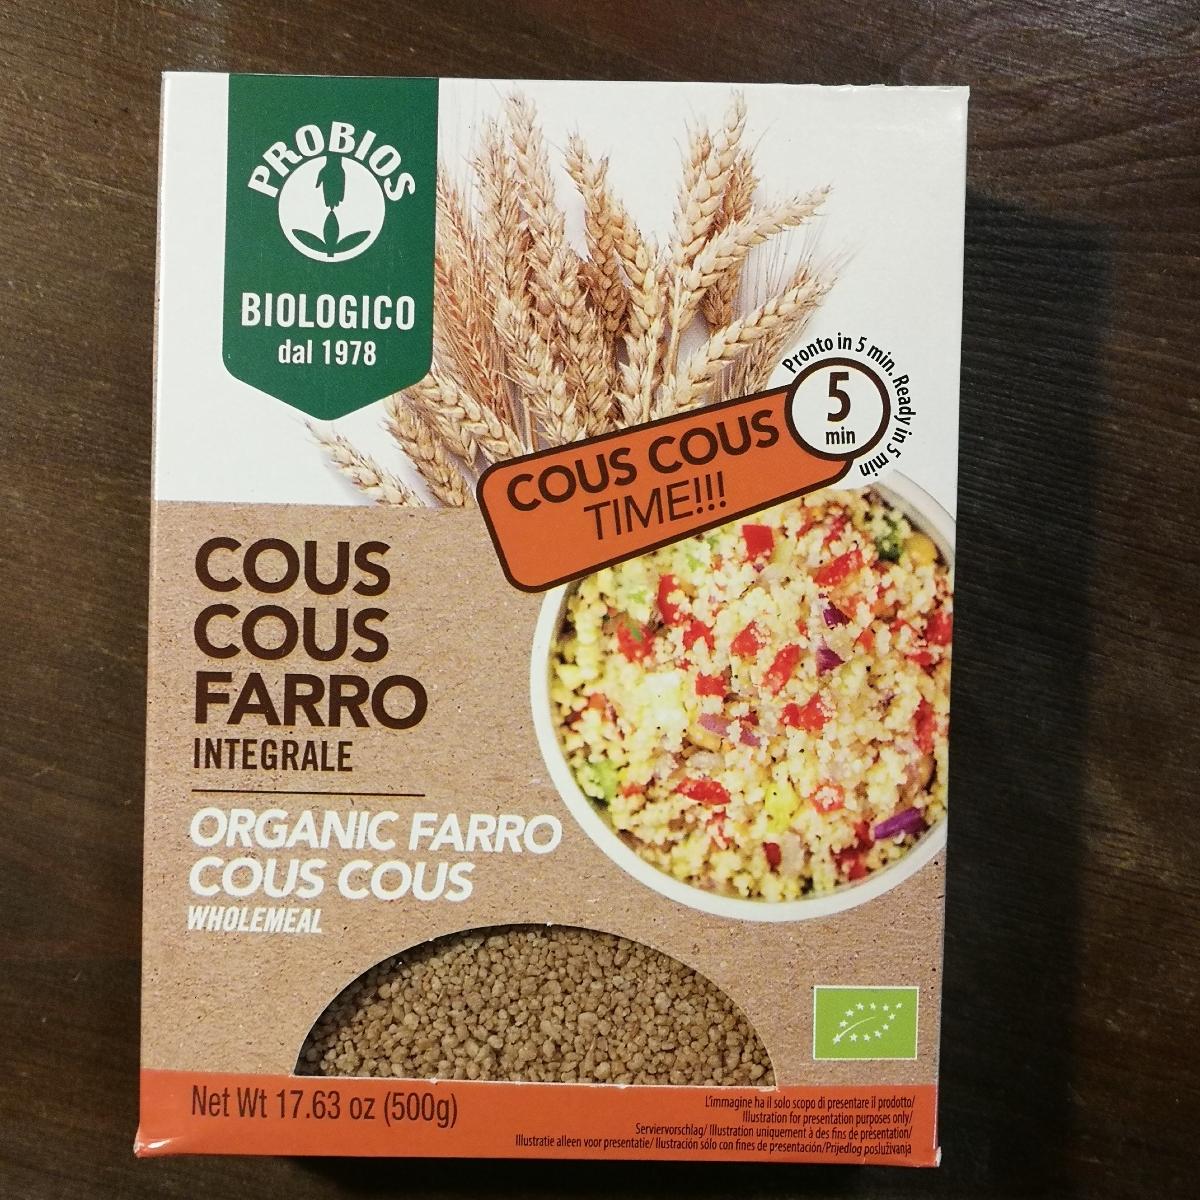 PROBIOS
BIOLOGICO
dal 1978
Pronto in 5 min. Ready in 5 min
5
min
COUS COUS
TIME!!!
COUS
COUS
FARRO
INTEGRALE
ORGANIC FARRO
COUS COUS
WHOLEMEAL
Net Wt 17.63 oz (500g)
L'immagine ha il solo scopo di presentare il prodotto/
Illustration for presentation purposes only/
Serviervorschlag/ Illustration uniquement à des fins de présentation/
Illustratie alleen voor presentatie/ Ilustración sólo con fines de presentación/Prijedlog posluživanja